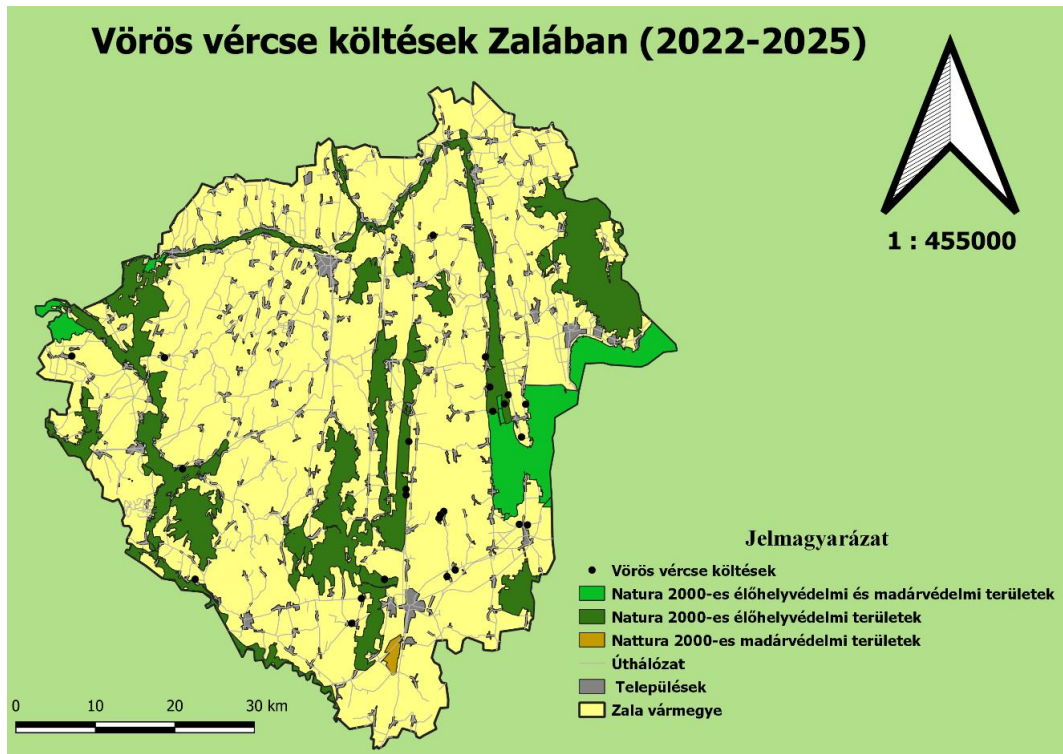 Vörös vércse költések Zalában (2022-2025)
1 : 455000
Jelmagyarázat
Vörös vércse költések
Natura 2000-es élőhelyvédelmi és madárvédelmi területek
Natura 2000-es élőhelyvédelmi területek
Nattura 2000-es madárvédelmi területek
Úthálózat
Települések
Zala vármegye
0 10 20 30 km